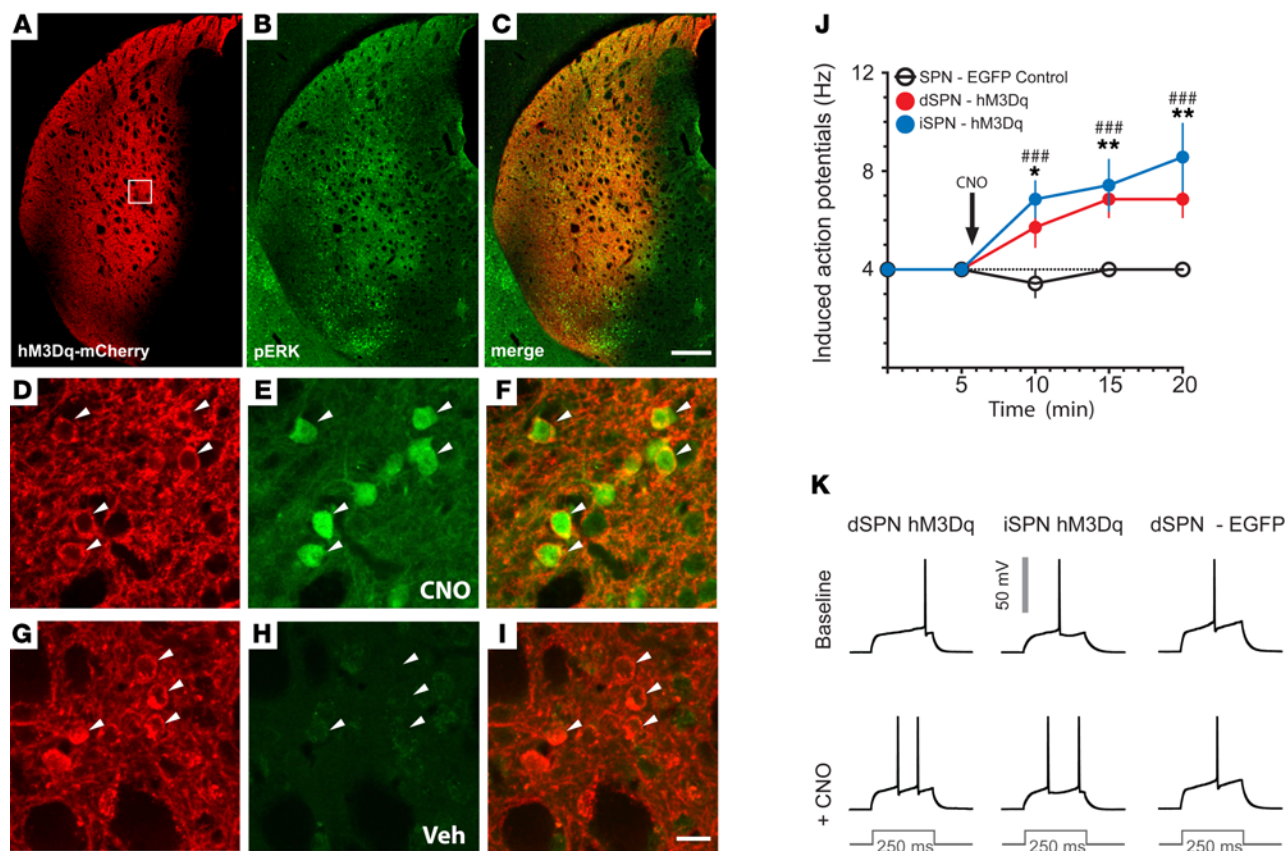 A
B
C
hM3Dq-mCherry
pERK
merge
D
E
F
CNO
G
H
I
Veh
J
Induced action potentials (Hz)
12
8
4
SPN - EGFP Control
dSPN - hM3Dq
iSPN - hM3Dq
CNO
###
*
###
**
###
**
5
10
15
20
Time (min)
K
dSPN hM3Dq
iSPN hM3Dq
dSPN - EGFP
Baseline
50 mV
+ CNO
250 ms
250 ms
250 ms